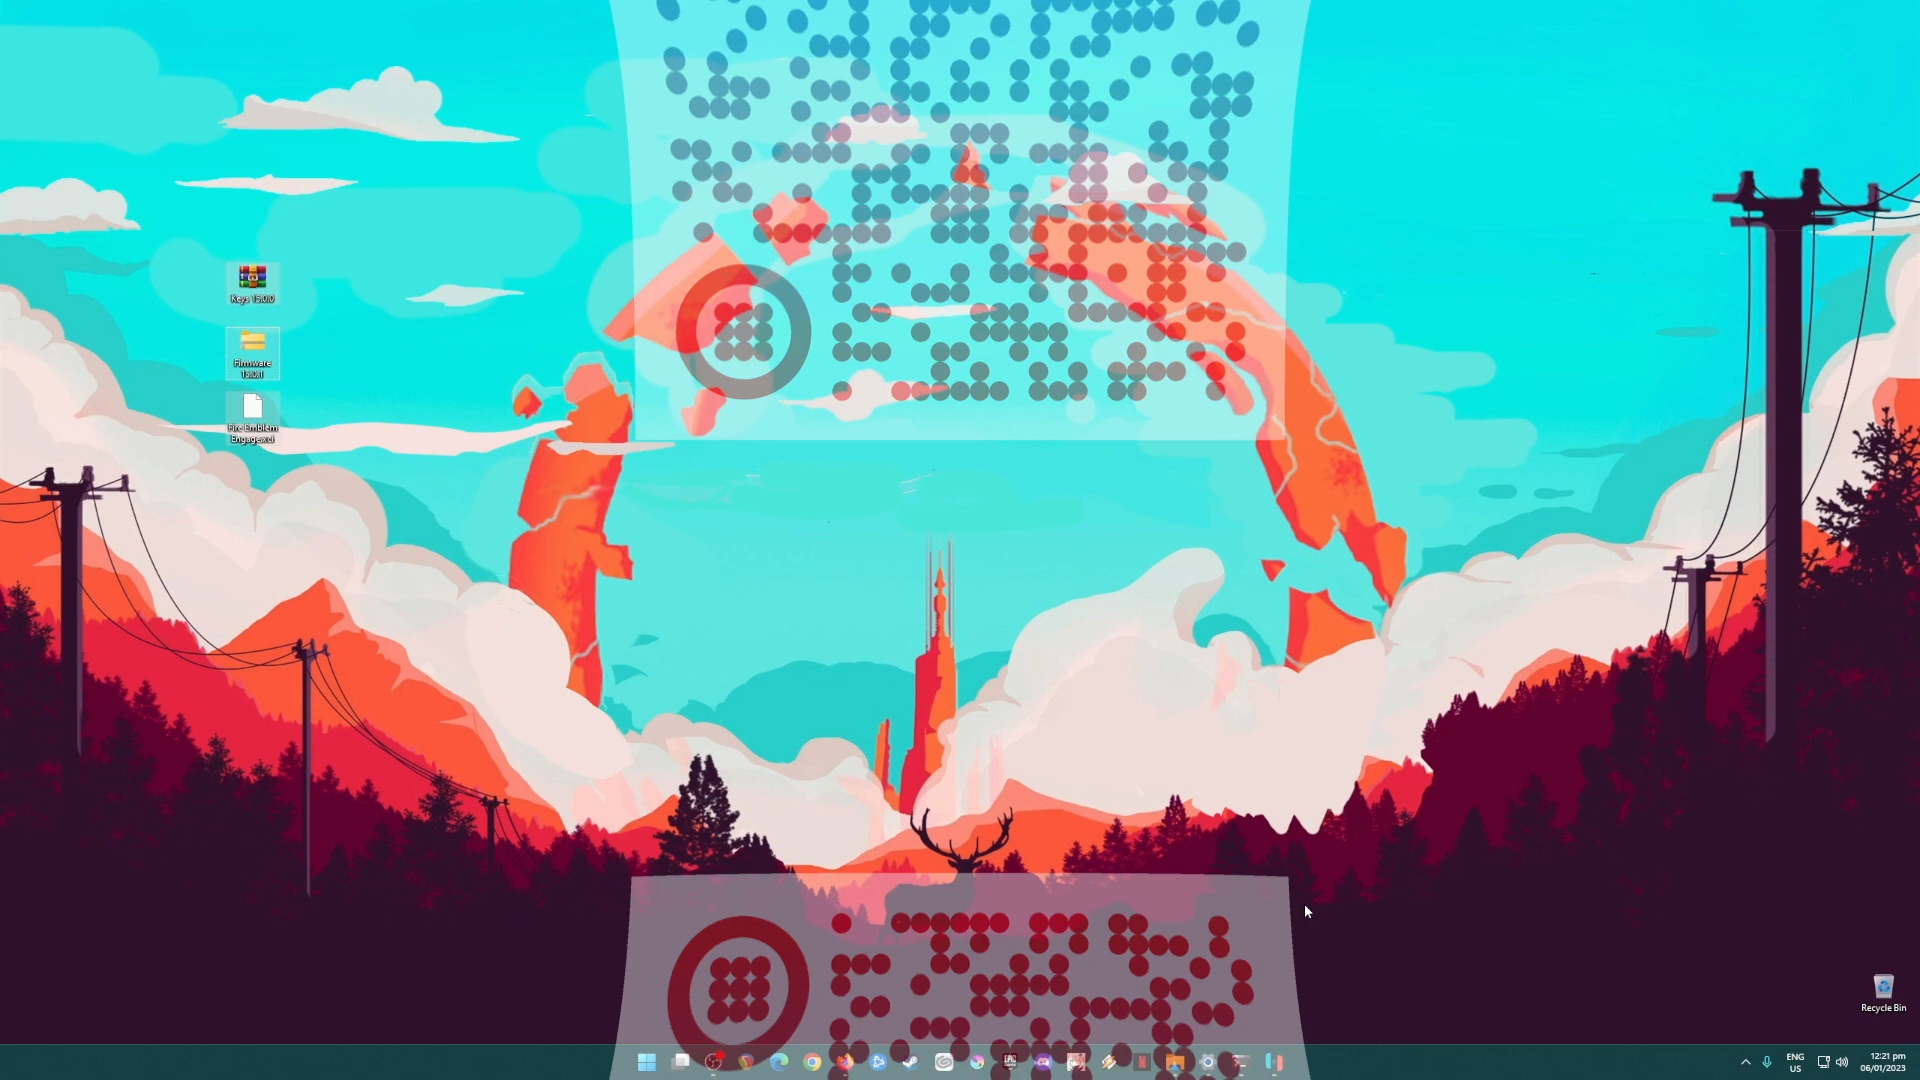 Keys 15.0.0
Firmware
15.0.1
Fire Emblem
Engage.xci
Recycle Bin
ENG
US
12:21 pm
06/01/2023